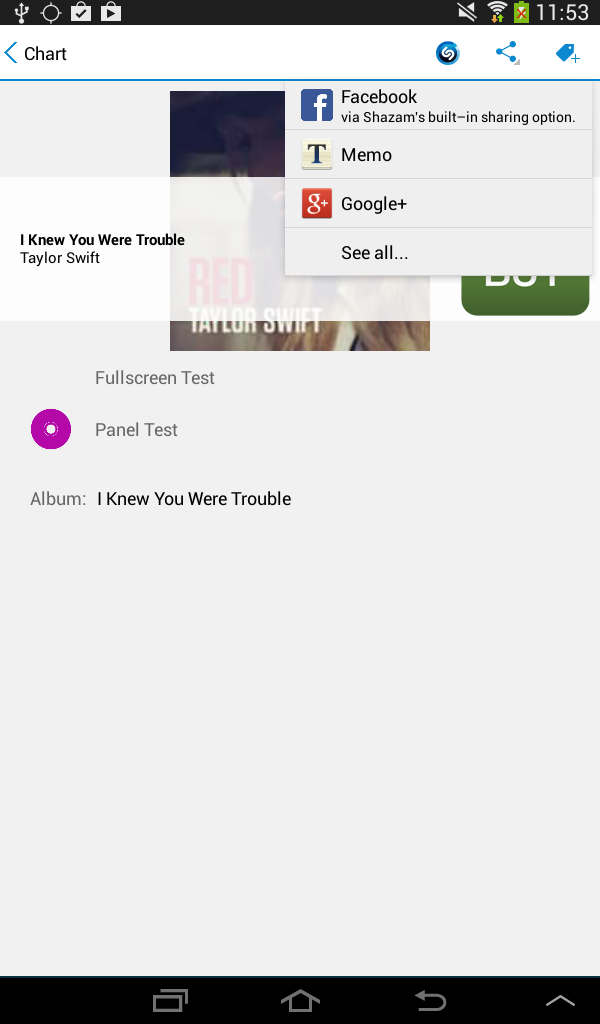 11:53
Chart
Facebook
via Shazam's built-in sharing option.
Memo
Google+
See all...
I Knew You Were Trouble
Taylor Swift
RED
TAYLOR SWIFT
BUY
Fullscreen Test
Panel Test
Album: I Knew You Were Trouble